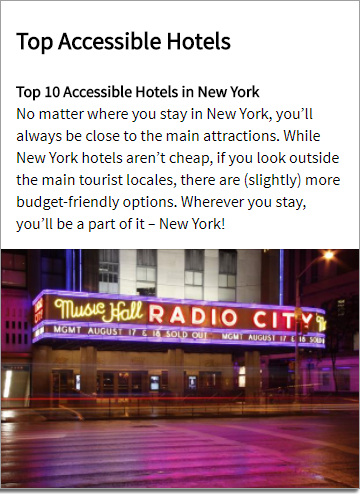 Top Accessible Hotels
Top 10 Accessible Hotels in New York
No matter where you stay in New York, you’ll
always be close to the main attractions. While
New York hotels aren’t cheap, if you look outside
the main tourist locales, there are (slightly) more
budget-friendly options. Wherever you stay,
you’ll be a part of it – New York!
Music Hall RADIO CITY
MGMT AUGUST 17 & 18 SOLD OUT MGMT AUGUST 17 & 18 SOLD